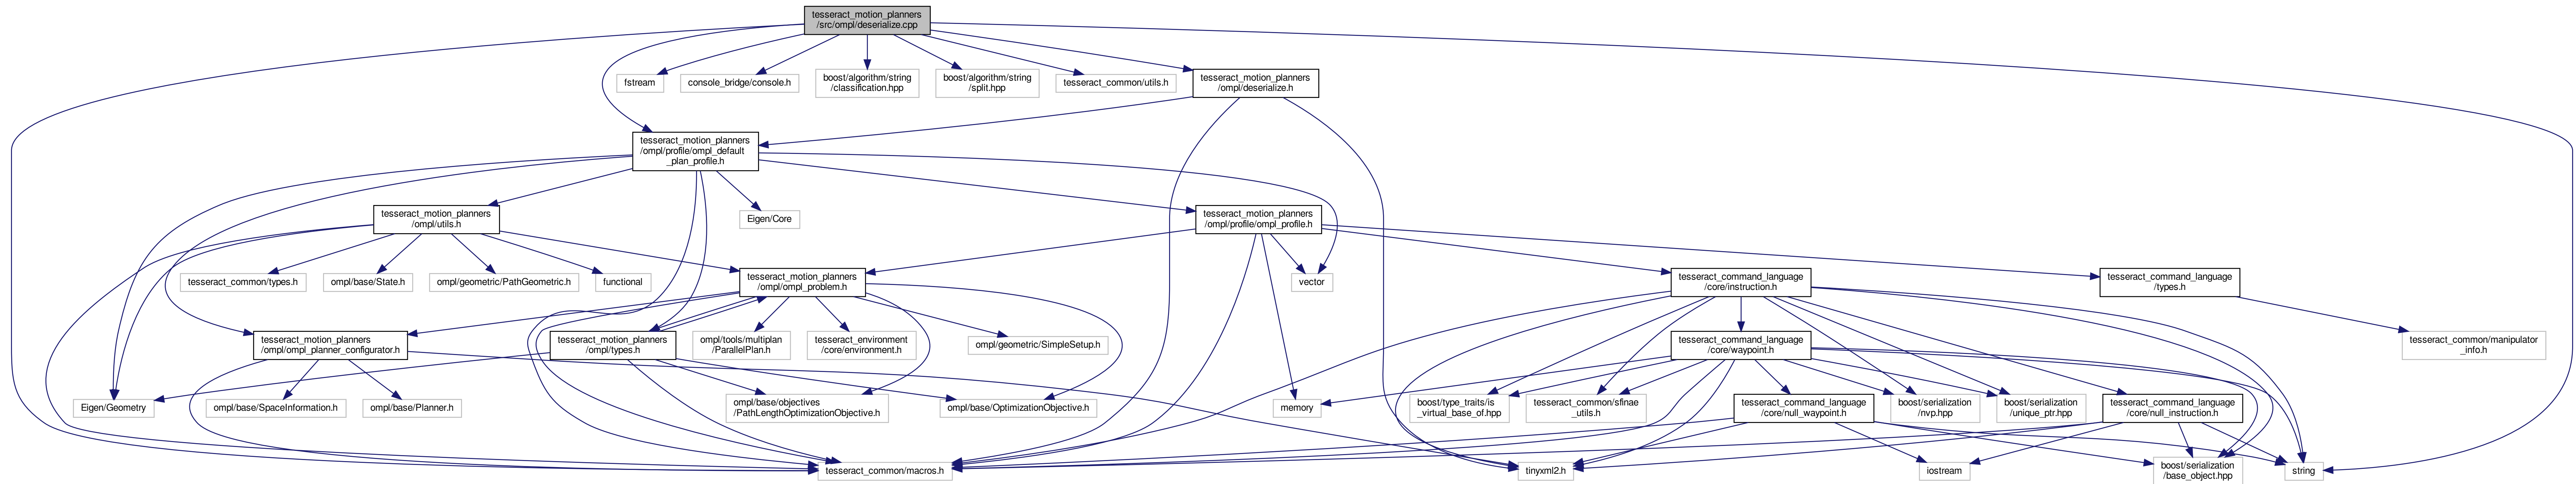 tesseract_motion_planners
/src/ompl/deserialize.cpp
fstream
console_bridge/console.h
boost/algorithm/string
/classification.hpp
boost/algorithm/string
/split.hpp
tesseract_common/utils.h
tesseract_motion_planners
/ompl/deserialize.h
tesseract_motion_planners
/ompl/profile/ompl_default
_plan_profile.h
tesseract_motion_planners
/ompl/utils.h
Eigen/Core
tesseract_motion_planners
/ompl/profile/ompl_profile.h
tesseract_common/types.h
ompl/base/State.h
ompl/geometric/PathGeometric.h
functional
tesseract_motion_planners
/ompl/ompl_problem.h
vector
tesseract_command_language
/core/instruction.h
tesseract_command_language
/types.h
tesseract_motion_planners
/ompl/ompl_planner_configurator.h
tesseract_motion_planners
/ompl/types.h
ompl/tools/multiplan
/ParallelPlan.h
tesseract_environment
/core/environment.h
ompl/geometric/SimpleSetup.h
tesseract_command_language
/core/waypoint.h
tesseract_common/manipulator
_info.h
Eigen/Geometry
ompl/base/SpaceInformation.h
ompl/base/Planner.h
ompl/base/objectives
/PathLengthOptimizationObjective.h
ompl/base/OptimizationObjective.h
memory
boost/type_traits/is
_virtual_base_of.hpp
tesseract_common/sfinae
_utils.h
tesseract_command_language
/core/null_waypoint.h
boost/serialization
/nvp.hpp
boost/serialization
/unique_ptr.hpp
tesseract_command_language
/core/null_instruction.h
tesseract_common/macros.h
tinyxml2.h
iostream
boost/serialization
/base_object.hpp
string